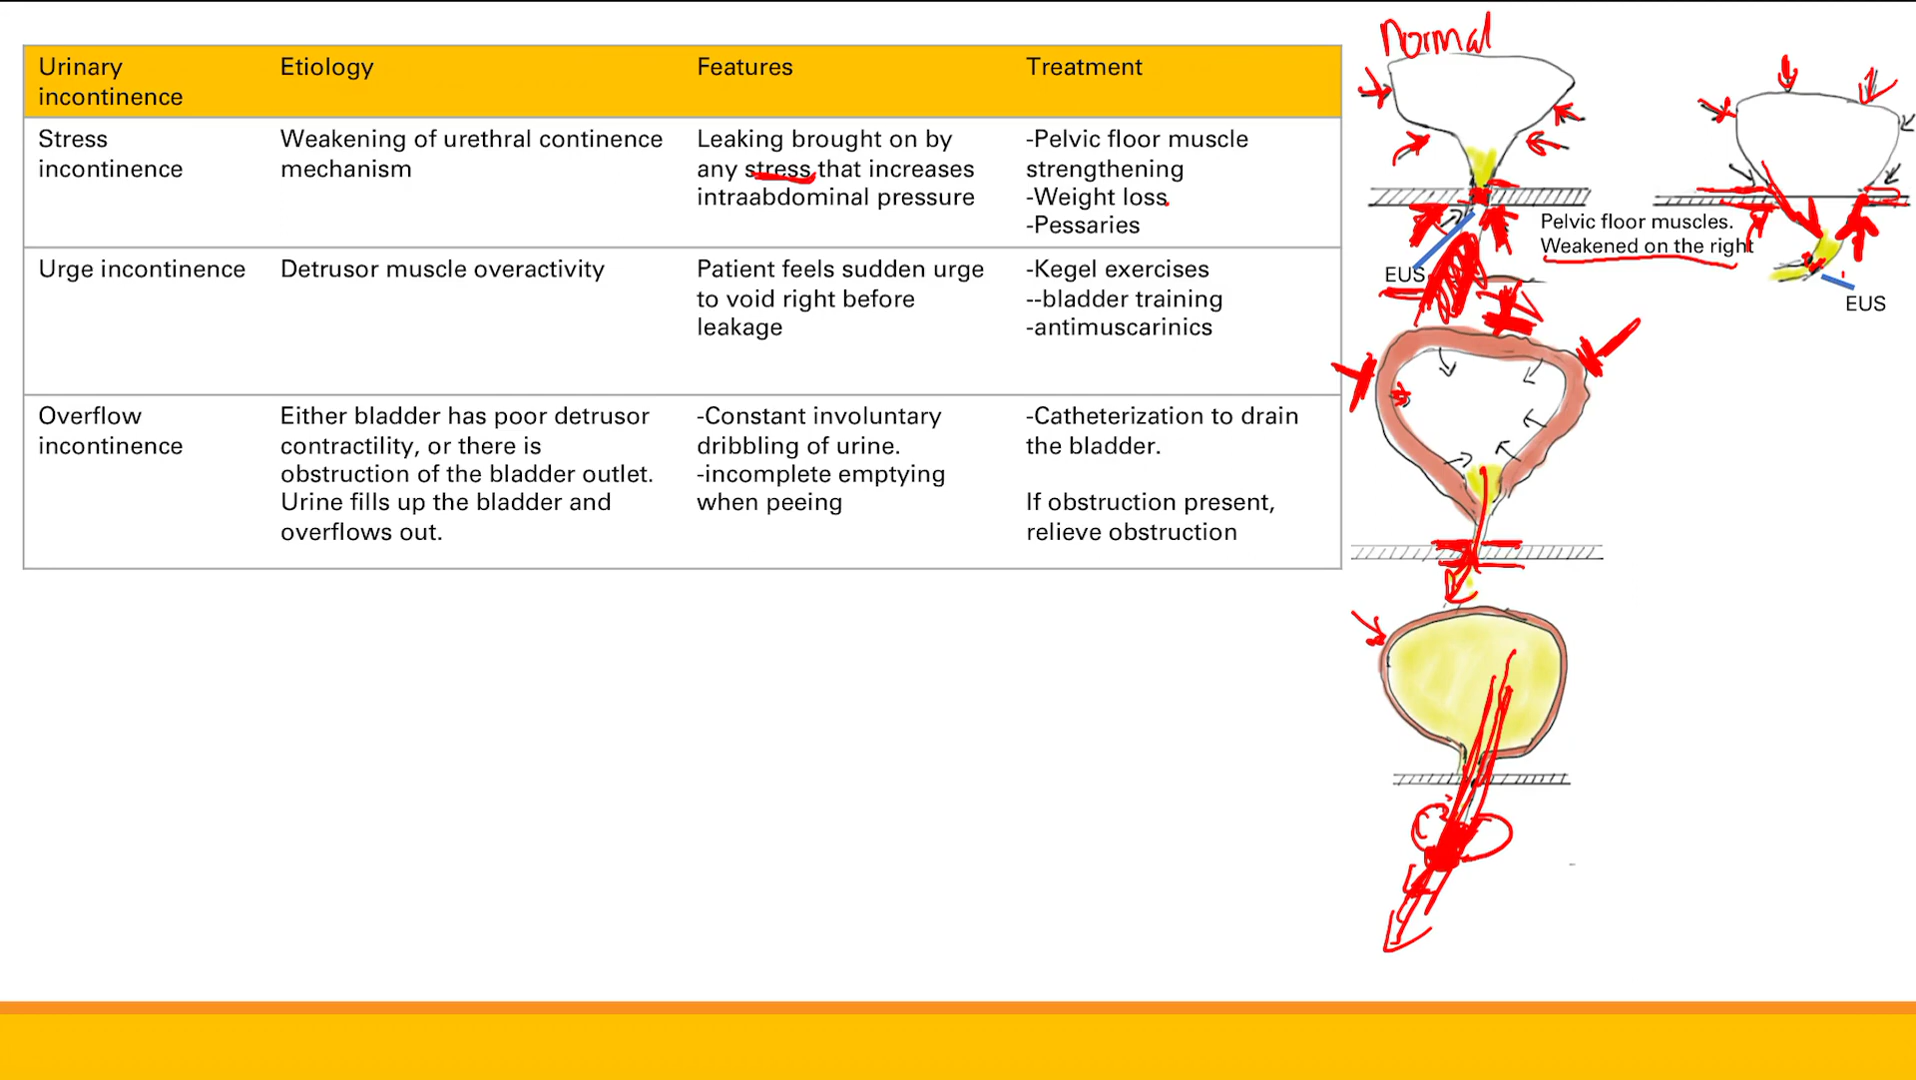 Urinary
incontinence
Etiology
Features
Treatment
Stress
incontinence
Weakening of urethral continence
mechanism
Leaking brought on by
any stress that increases
intraabdominal pressure
-Pelvic floor muscle
strengthening
-Weight loss
-Pessaries
Urge incontinence
Detrusor muscle overactivity
Patient feels sudden urge
to void right before
leakage
-Kegel exercises
--bladder training
-antimuscarinics
Overflow
incontinence
Either bladder has poor detrusor
contractility, or there is
obstruction of the bladder outlet.
Urine fills up the bladder and
overflows out.
-Constant involuntary
dribbling of urine.
-incomplete emptying
when peeing
-Catheterization to drain
the bladder.
If obstruction present,
relieve obstruction
Normal
Pelvic floor muscles.
Weakened on the right
EUS
EUS